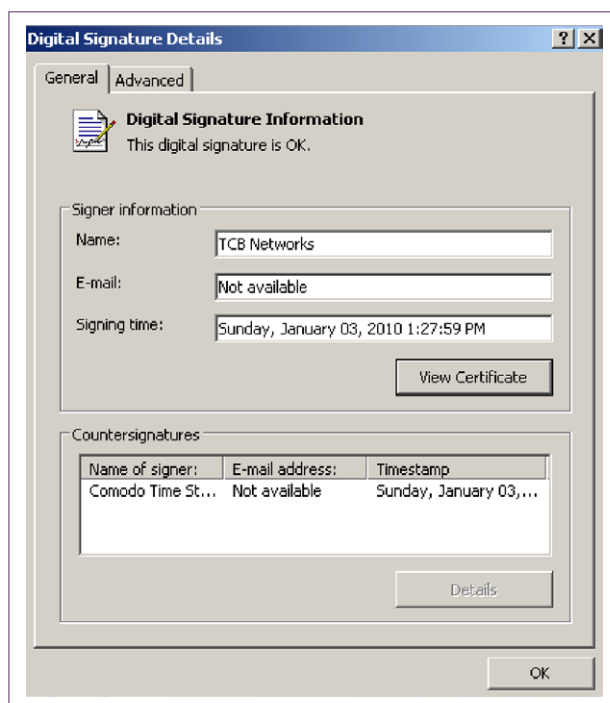 Digital Signature Details
General Advanced
Digital Signature Information
This digital signature is OK.
Signer information
Name: TCB Networks
E-mail: Not available
Signing time: Sunday, January 03, 2010 1:27:59 PM
View Certificate
Countersignatures
Name of signer: E-mail address: Timestamp
Comodo Time St... Not available Sunday, January 03,...
Details
OK